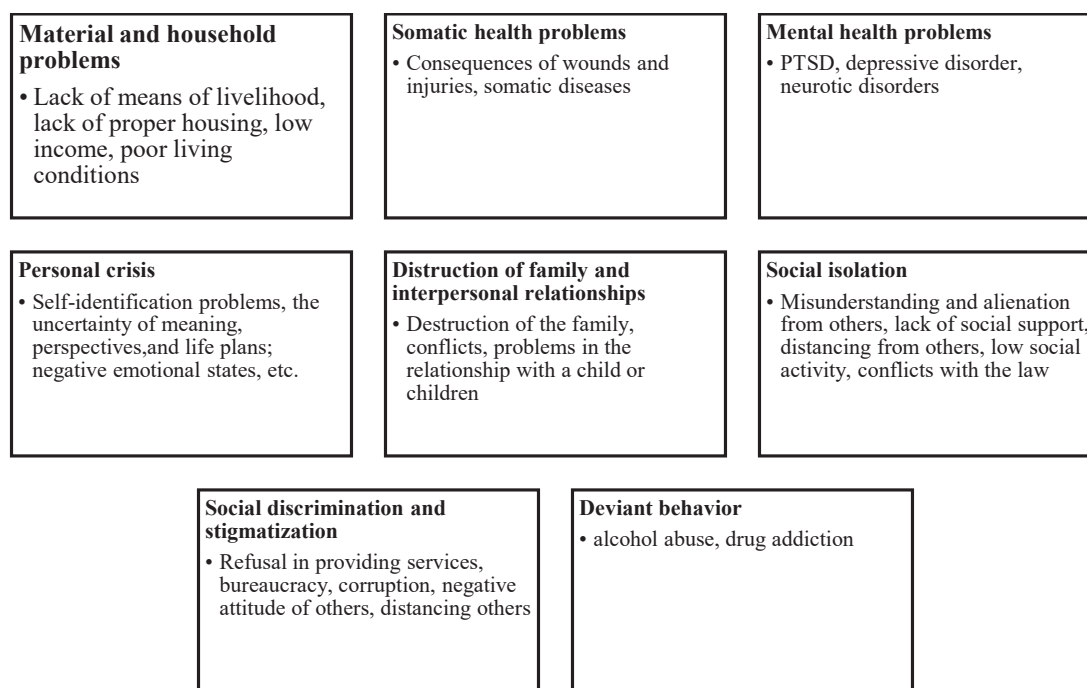 Material and household
problems
• Lack of means of livelihood,
lack of proper housing, low
income, poor living
conditions
Somatic health problems
• Consequences of wounds and
injuries, somatic diseases
Mental health problems
• PTSD, depressive disorder,
neurotic disorders
Personal crisis
• Self-identification problems, the
uncertainty of meaning,
perspectives,and life plans;
negative emotional states, etc.
Distruction of family and
interpersonal relationships
• Destruction of the family,
conflicts, problems in the
relationship with a child or
children
Social isolation
• Misunderstanding and alienation
from others, lack of social support,
distancing from others, low social
activity, conflicts with the law
Social discrimination and
stigmatization
• Refusal in providing services,
bureaucracy, corruption, negative
attitude of others, distancing others
Deviant behavior
• alcohol abuse, drug addiction